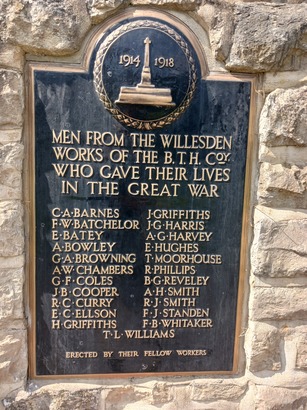 1914 1918
MEN FROM THE WILLESDEN
WORKS OF THE B.T.H. COY.
WHO GAVE THEIR LIVES
IN THE GREAT WAR
C·A·BARNES J·GRIFFITHS
F·W·BATCHELOR J·G·HARRIS
E·BATEY A·G·HARVEY
A·BOWLEY E·HUGHES
G·A·BROWNING T·MOORHOUSE
A·W·CHAMBERS R·PHILLIPS
G·F·COLES B·G·REVELEY
J·B·COOPER A·H·SMITH
R·C·CURRY R·J·SMITH
E·C·ELLSON F·J·STANDEN
H·GRIFFITHS F·B·WHITAKER
T·L·WILLIAMS
ERECTED BY THEIR FELLOW WORKERS